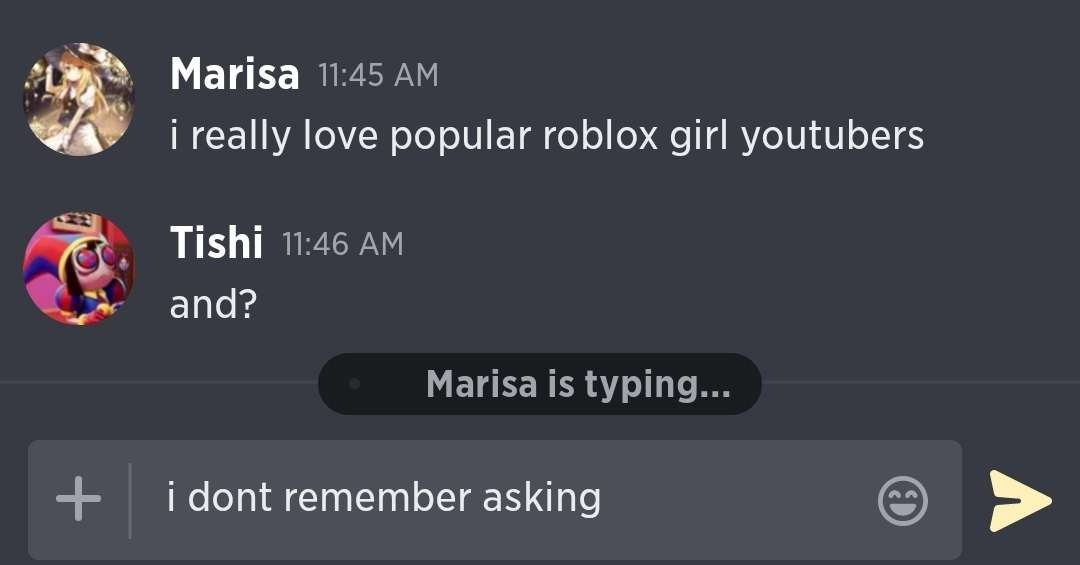 Marisa 11:45 AM
i really love popular roblox girl youtubers
Tishi 11:46 AM
and?
Marisa is typing...
i dont remember asking